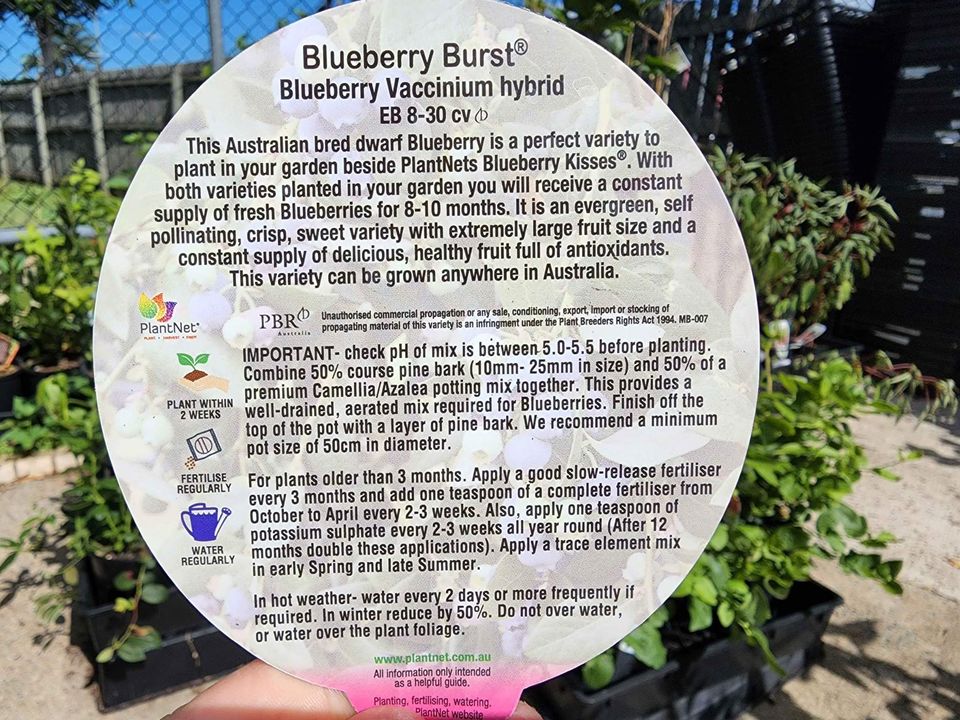 Blueberry Burst®
Blueberry Vaccinium hybrid
EB 8-30 cv
This Australian bred dwarf Blueberry is a perfect variety to
plant in your garden beside PlantNets Blueberry Kisses®. With
both varieties planted in your garden you will receive a constant
supply of fresh Blueberries for 8-10 months. It is an evergreen, self
pollinating, crisp, sweet variety with extremely large fruit size and a
constant supply of delicious, healthy fruit full of antioxidants.
This variety can be grown anywhere in Australia.
PlantNet®
PLANT • HARVEST • FARM
PBR
Australia
Unauthorised commercial propagation or any sale, conditioning, export, import or stocking of
propagating material of this variety is an infringment under the Plant Breeders Rights Act 1994. MB-007
IMPORTANT- check pH of mix is between 5.0-5.5 before planting.
Combine 50% course pine bark (10mm- 25mm in size) and 50% of a
premium Camellia/Azalea potting mix together. This provides a
well-drained, aerated mix required for Blueberries. Finish off the
top of the pot with a layer of pine bark. We recommend a minimum
pot size of 50cm in diameter.
PLANT WITHIN
2 WEEKS
FERTILISE
REGULARLY
WATER
REGULARLY
For plants older than 3 months. Apply a good slow-release fertiliser
every 3 months and add one teaspoon of a complete fertiliser from
October to April every 2-3 weeks. Also, apply one teaspoon of
potassium sulphate every 2-3 weeks all year round (After 12
months double these applications). Apply a trace element mix
in early Spring and late Summer.
In hot weather- water every 2 days or more frequently if
required. In winter reduce by 50%. Do not over water,
or water over the plant foliage.
www.plantnet.com.au
All information only intended
as a helpful guide.
Planting, fertilising, watering.
PlantNet website